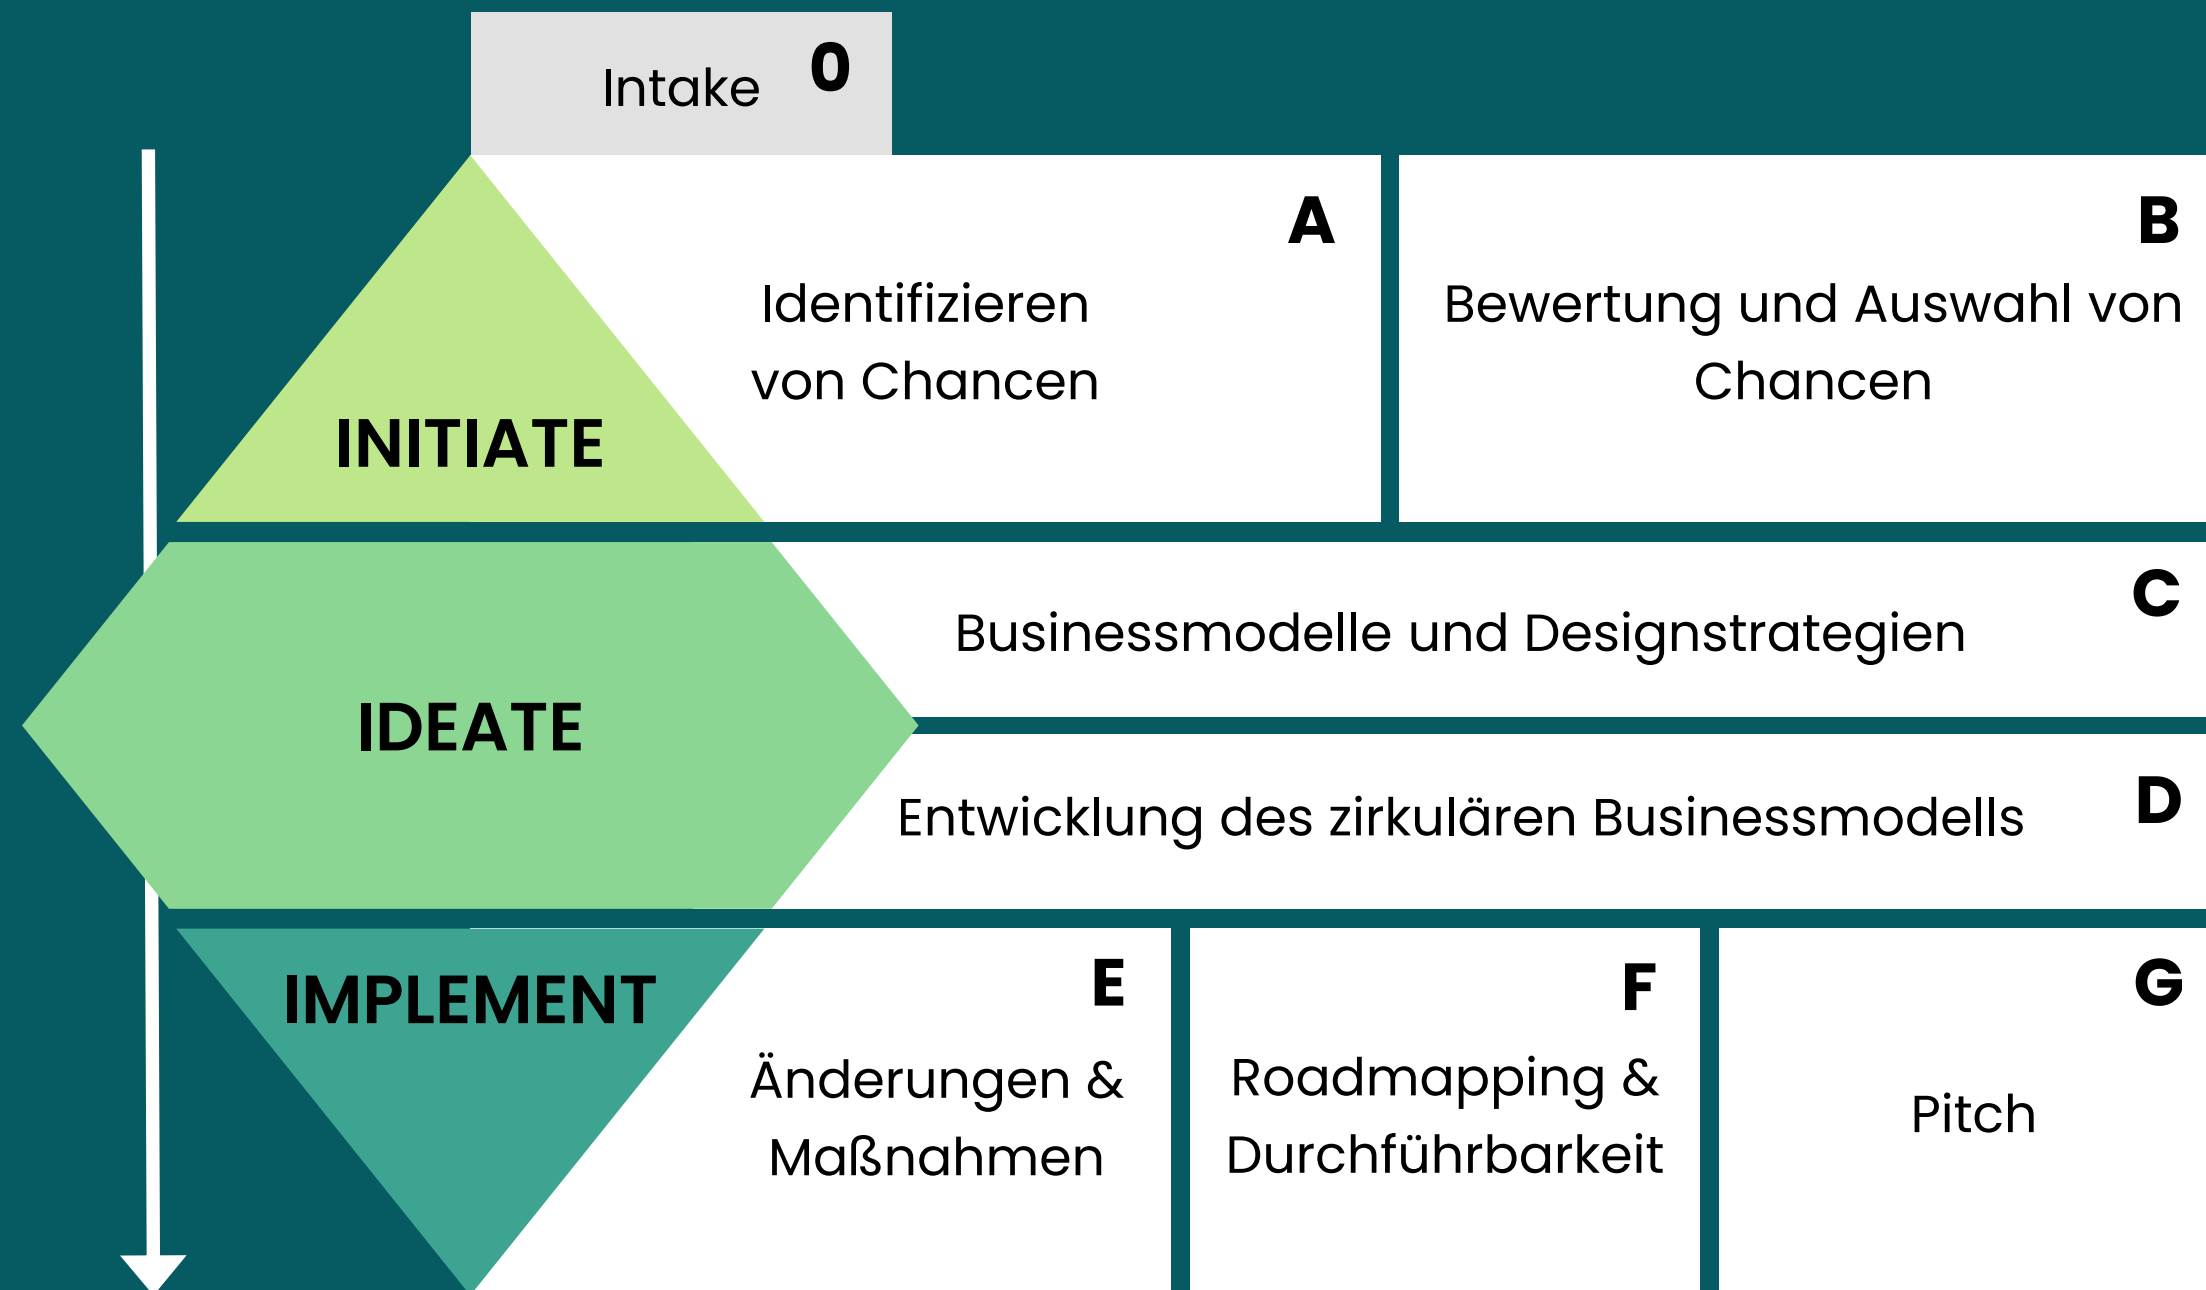 Intake 0
A
Identifizieren
von Chancen
B
Bewertung und Auswahl von
Chancen
INITIATE
C
Businessmodelle und Designstrategien
IDEATE
D
Entwicklung des zirkulären Businessmodells
IMPLEMENT
E
Änderungen &
Maßnahmen
F
Roadmapping &
Durchführbarkeit
G
Pitch